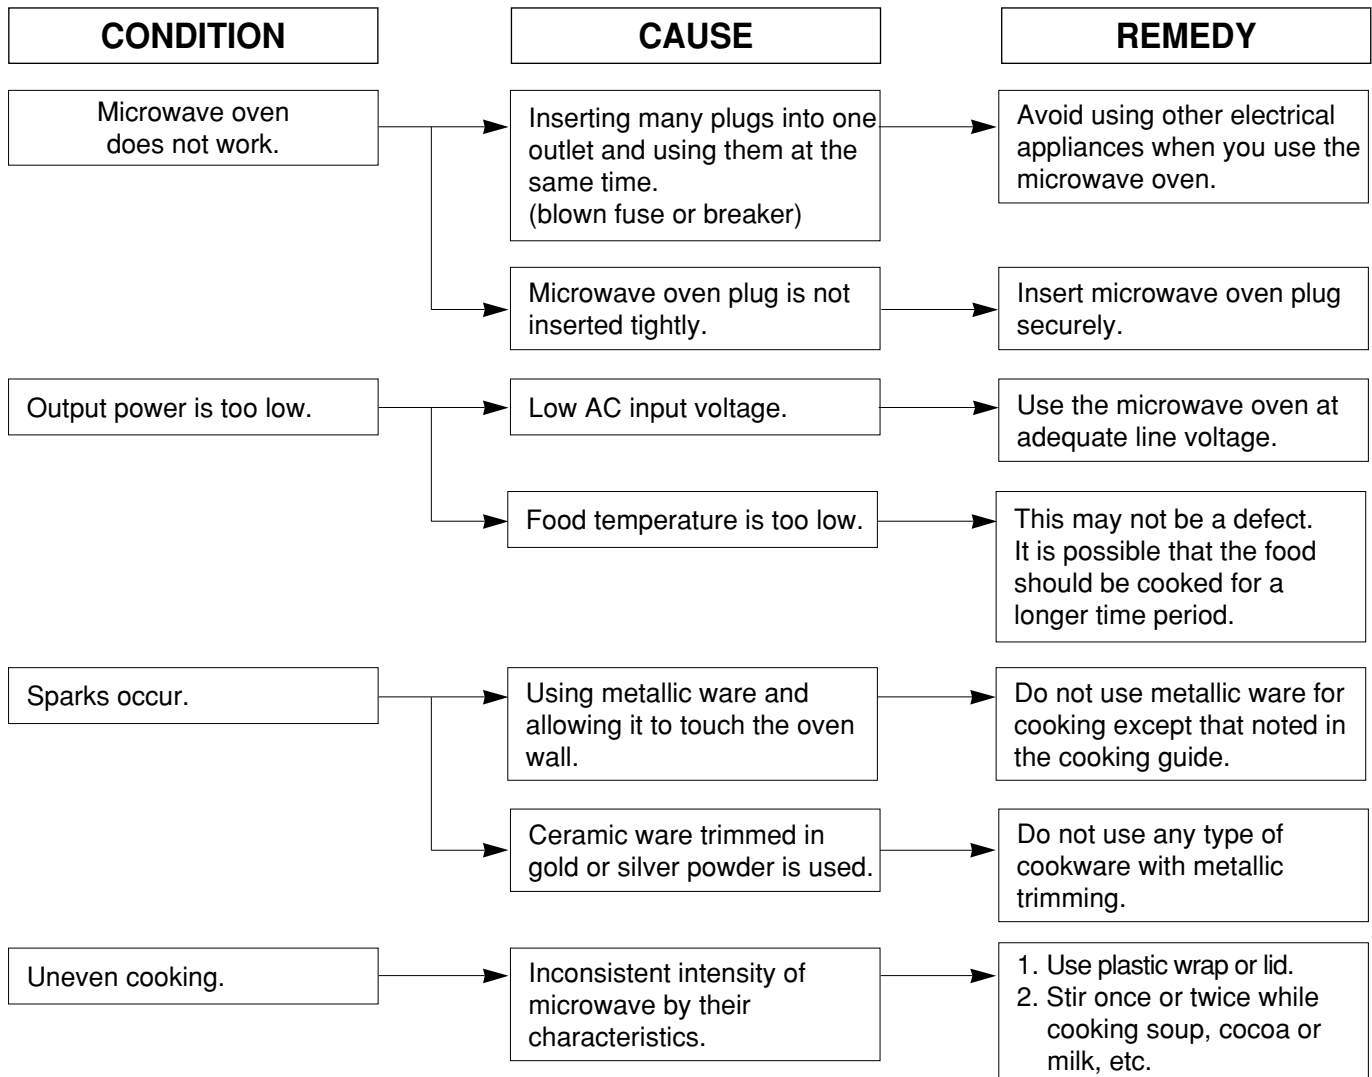 CONDITION
CAUSE
REMEDY
Microwave oven
does not work.
Inserting many plugs into one
outlet and using them at the
same time.
(blown fuse or breaker)
Avoid using other electrical
appliances when you use the
microwave oven.
Microwave oven plug is not
inserted tightly.
Insert microwave oven plug
securely.
Output power is too low.
Low AC input voltage.
Use the microwave oven at
adequate line voltage.
Food temperature is too low.
This may not be a defect.
It is possible that the food
should be cooked for a
longer time period.
Sparks occur.
Using metallic ware and
allowing it to touch the oven
wall.
Do not use metallic ware for
cooking except that noted in
the cooking guide.
Ceramic ware trimmed in
gold or silver powder is used.
Do not use any type of
cookware with metallic
trimming.
Uneven cooking.
Inconsistent intensity of
microwave by their
characteristics.
1. Use plastic wrap or lid.
2. Stir once or twice while
cooking soup, cocoa or
milk, etc.